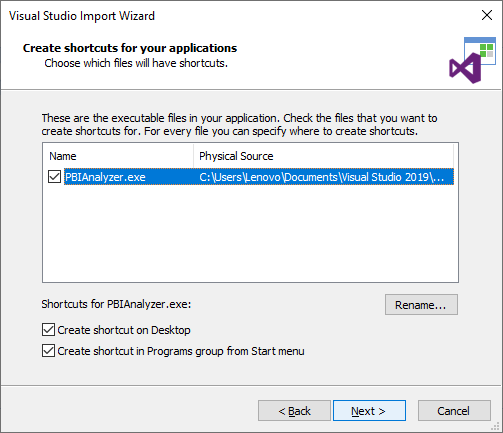 Visual Studio Import Wizard
Create shortcuts for your applications
Choose which files will have shortcuts.
These are the executable files in your application. Check the files that you want to
create shortcuts for. For every file you can specify where to create shortcuts.
Name Physical Source
PBIAnalyzer.exe C:\Users\Lenovo\Documents\Visual Studio 2019\...
Shortcuts for PBIAnalyzer.exe: Rename...
Create shortcut on Desktop
Create shortcut in Programs group from Start menu
< Back Next > Cancel